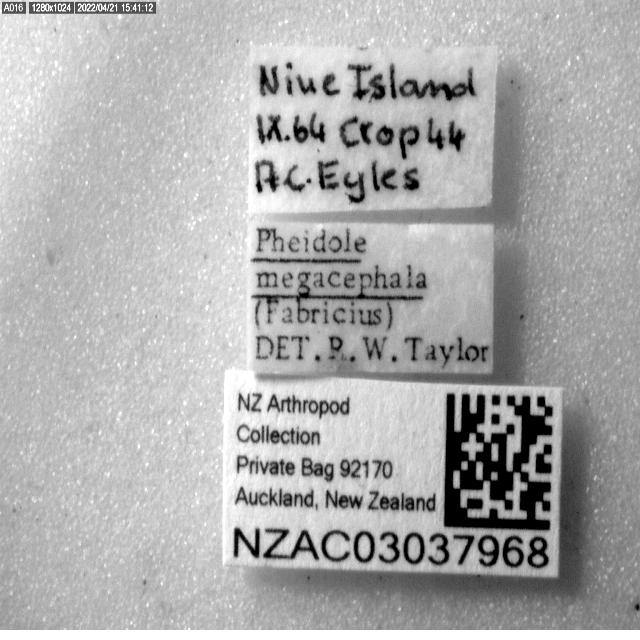 A016 1280x1024 2022/04/21 15:41:12
Niue Island
IX.64 Crop 44
A.C. Eyles
Pheidole
megacephala
(Fabricius)
DET. R. W. Taylor
NZ Arthropod
Collection
Private Bag 92170
Auckland, New Zealand
NZAC03037968